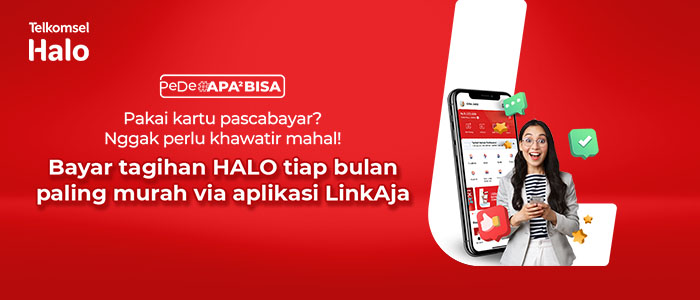 Telkomsel
Halo
PeDe#APA²BISA
Pakai kartu pascabayar?
Nggak perlu khawatir mahal!
Bayar tagihan HALO tiap bulan
paling murah via aplikasi LinkAja